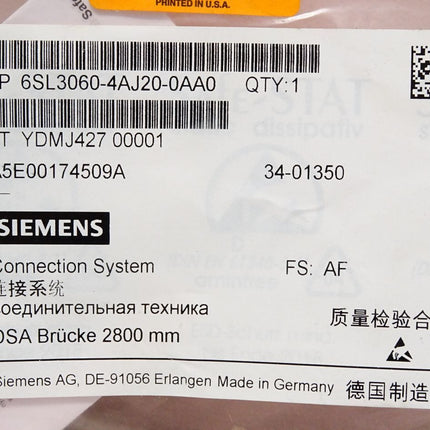 PRINTED IN U.S.A.
P 6SL3060-4AJ20-0AA0 QTY:1
T YDMJ427 00001
A5E00174509A 34-01350
SIEMENS
Connection System FS: AF
连接系统
соединительная техника
质量检验合
OSA Brücke 2800 mm
Siemens AG, DE-91056 Erlangen Made in Germany 德国制造